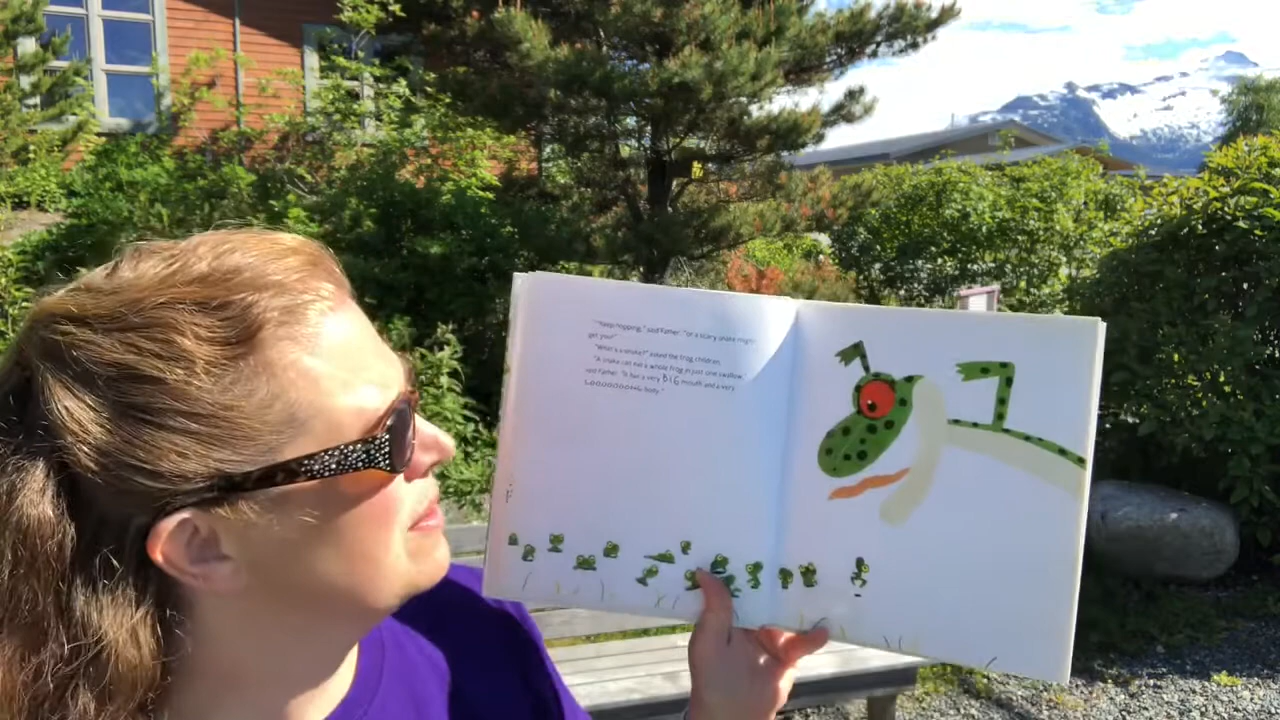 "Keep hopping," said Father, "or a scary snake might
get you!"
"What's a snake?" asked the frog children.
"A snake can eat a whole frog in just one swallow,"
said Father. "It has a very BIG mouth and a very
Looooooong body."